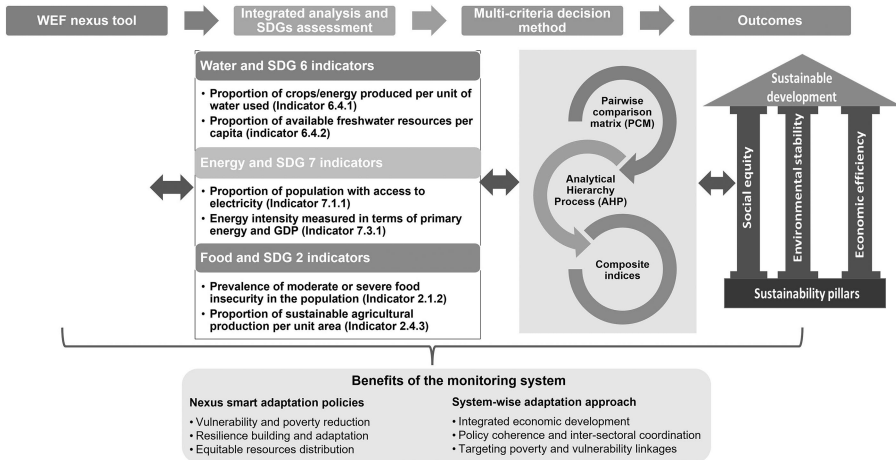 WEF nexus tool
Integrated analysis and
SDGs assessment
Multi-criteria decision
method
Outcomes
Water and SDG 6 indicators
• Proportion of crops/energy produced per unit of
water used (Indicator 6.4.1)
• Proportion of available freshwater resources per
capita (indicator 6.4.2)
Energy and SDG 7 indicators
• Proportion of population with access to
electricity (Indicator 7.1.1)
• Energy intensity measured in terms of primary
energy and GDP (Indicator 7.3.1)
Food and SDG 2 indicators
• Prevalence of moderate or severe food
insecurity in the population (Indicator 2.1.2)
• Proportion of sustainable agricultural
production per unit area (Indicator 2.4.3)
Pairwise
comparison
matrix (PCM)
Analytical
Hierarchy
Process (AHP)
Composite
indices
Sustainable
development
Social equity
Environmental stability
Economic efficiency
Sustainability pillars
Benefits of the monitoring system
Nexus smart adaptation policies
• Vulnerability and poverty reduction
• Resilience building and adaptation
• Equitable resources distribution
System-wise adaptation approach
• Integrated economic development
• Policy coherence and inter-sectoral coordination
• Targeting poverty and vulnerability linkages